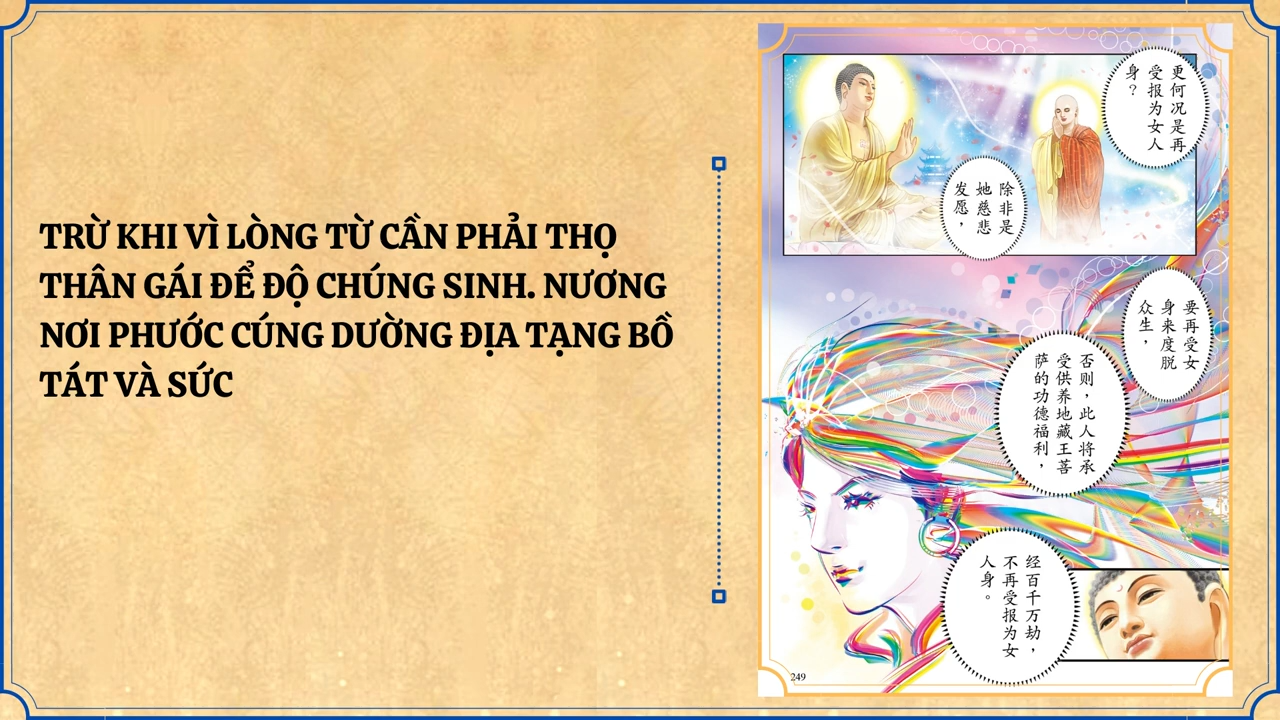 TRỪ KHI VÌ LÒNG TỪ CẦN PHẢI THỌ
THÂN GÁI ĐỂ ĐỘ CHÚNG SINH. NƯƠNG
NƠI PHƯỚC CÚNG DƯỜNG ĐỊA TẠNG BỒ
TÁT VÀ SỨC
更何况是再
受报为女人
身？
除非是
她慈悲
发愿，
要再受女
身来度脱
众生，
否则，此人将承
受供养地藏王菩
萨的功德福利，
经百千万劫，
不再受报为女
人身。
249